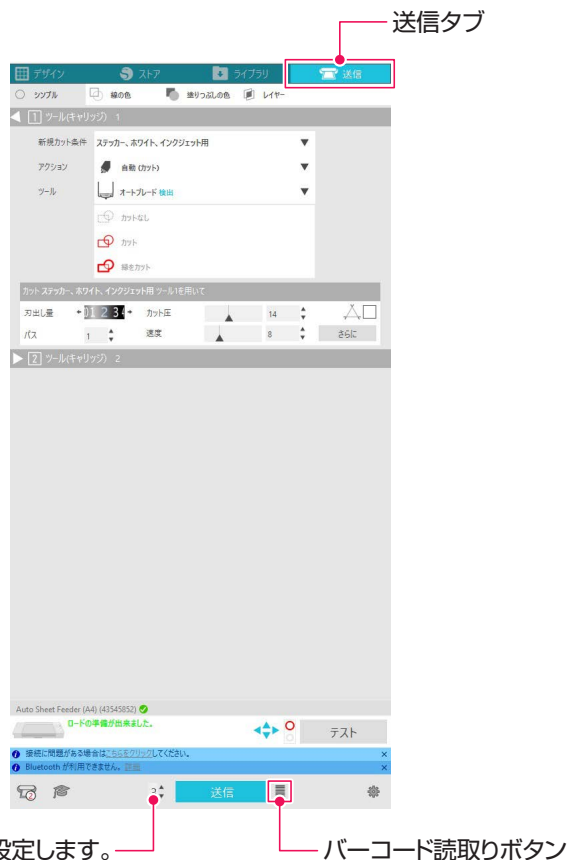 送信タブ
デザイン ストア ライブラリ 送信
シンプル 線の色 塗りつぶしの色 レイヤー
1 ツール(キャリッジ) 1
新規カット条件 ステッカー、ホワイト、インクジェット用
アクション 自動 (カット)
ツール オートブレード 検出
カットなし
カット
線をカット
カット ステッカー、ホワイト、インクジェット用 ツール1を用いて
刃出し量 0 1 2 3 カット圧 14
パス 1 速度 8 さらに
2 ツール(キャリッジ) 2
Auto Sheet Feeder (A4) (43545852)
ロードの準備が出来ました。
テスト
接続に問題がある場合はこちらをクリックしてください。 ×
Bluetooth が利用できません。 詳細 ×
2 送信
設定します。 バーコード読取りボタン